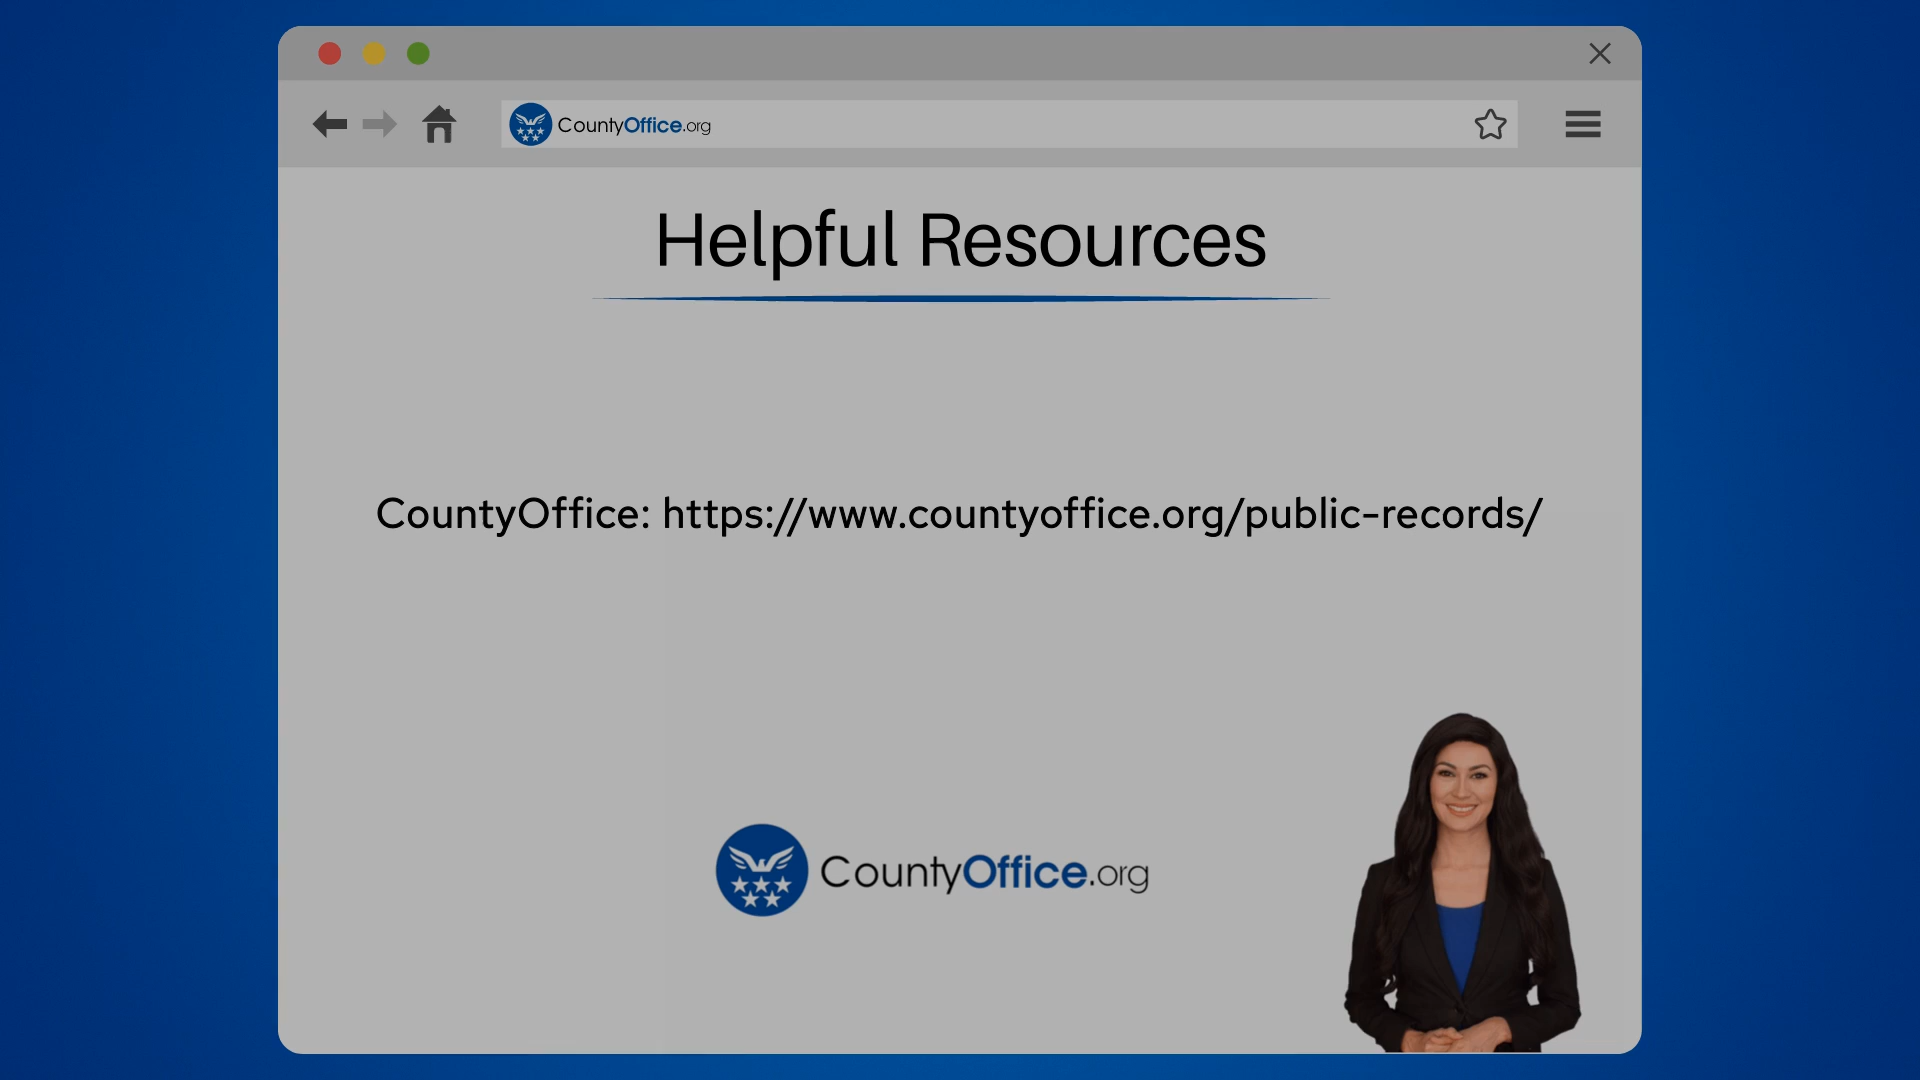 CountyOffice.org
Helpful Resources
CountyOffice: https://www.countyoffice.org/public-records/
CountyOffice.org